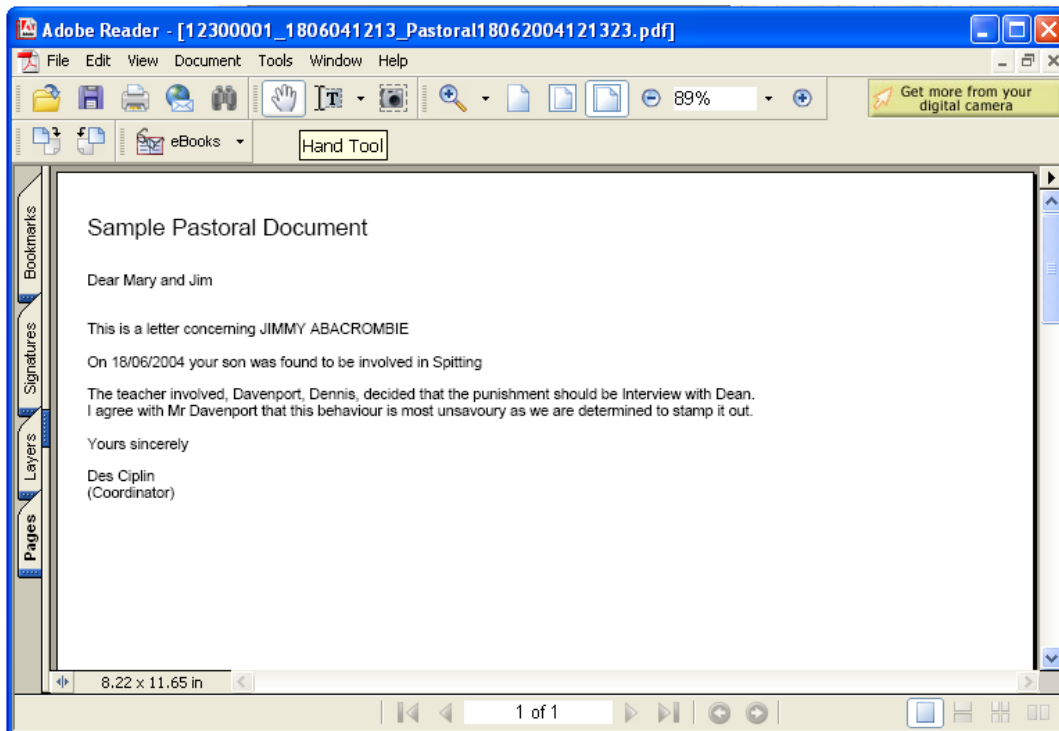 Adobe Reader - [12300001_1806041213_Pastoral18062004121323.pdf]
File Edit View Document Tools Window Help
89%
Get more from your
digital camera
eBooks
Hand Tool
Bookmarks
Signatures
Layers
Pages
Sample Pastoral Document
Dear Mary and Jim
This is a letter concerning JIMMY ABACROMBIE
On 18/06/2004 your son was found to be involved in Spitting
The teacher involved, Davenport, Dennis, decided that the punishment should be Interview with Dean.
I agree with Mr Davenport that this behaviour is most unsavoury as we are determined to stamp it out.
Yours sincerely
Des Ciplin
(Coordinator)
8.22 x 11.65 in
1 of 1